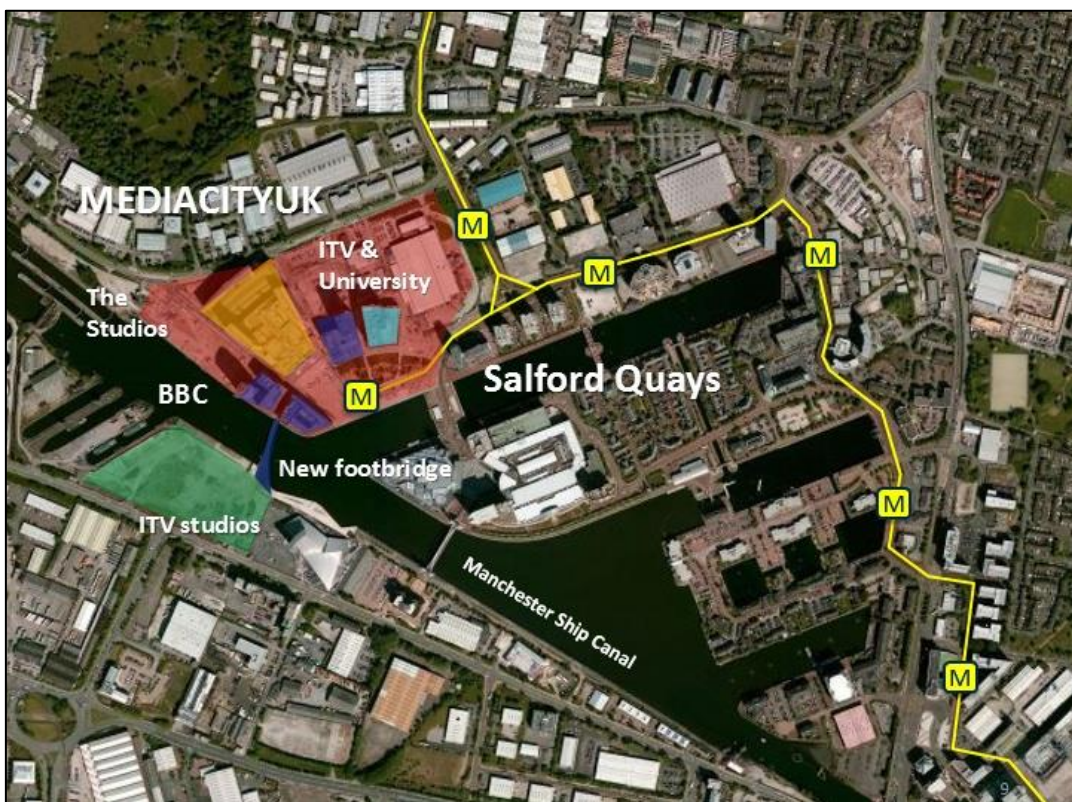 MEDIACITYUK
M
ITV &
University
M
M
The
Studios
Salford Quays
BBC
M
New footbridge
M
ITV studios
Manchester Ship Canal
M
9